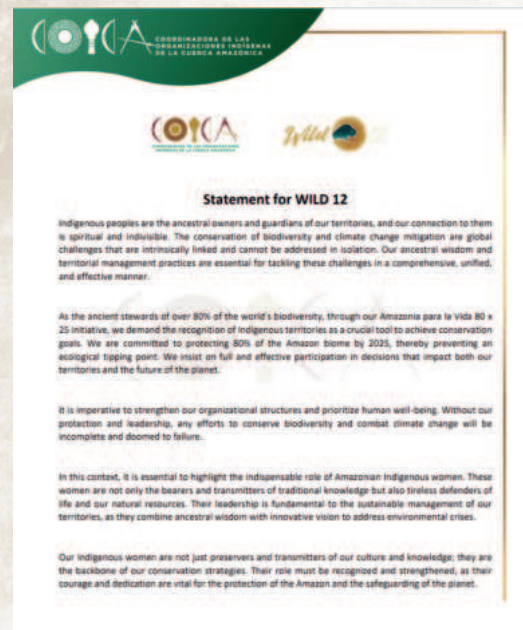 COICA
COORDINADORA DE LAS
ORGANIZACIONES INDÍGENAS
DE LA CUENCA AMAZÓNICA
COICA
COORDINADORA DE LAS ORGANIZACIONES INDÍGENAS
DE LA CUENCA AMAZÓNICA
Wild
Statement for WILD 12
Indigenous peoples are the ancestral owners and guardians of our territories, and our connection to them
is spiritual and indivisible. The conservation of biodiversity and climate change mitigation are global
challenges that are intrinsically linked and cannot be addressed in isolation. Our ancestral wisdom and
territorial management practices are essential for tackling these challenges in a comprehensive, unified,
and effective manner.
As the ancient stewards of over 80% of the world's biodiversity, through our Amazonia para la Vida 80 x
25 initiative, we demand the recognition of Indigenous territories as a crucial tool to achieve conservation
goals. We are committed to protecting 80% of the Amazon biome by 2025, thereby preventing an
ecological tipping point. We insist on full and effective participation in decisions that impact both our
territories and the future of the planet.
It is imperative to strengthen our organizational structures and prioritize human well-being. Without our
protection and leadership, any efforts to conserve biodiversity and combat climate change will be
incomplete and doomed to failure.
In this context, it is essential to highlight the indispensable role of Amazonian Indigenous women. These
women are not only the bearers and transmitters of traditional knowledge but also tireless defenders of
life and our natural resources. Their leadership is fundamental to the sustainable management of our
territories, as they combine ancestral wisdom with innovative vision to address environmental crises.
Our indigenous women are not just preservers and transmitters of our culture and knowledge; they are
the backbone of our conservation strategies. Their role must be recognized and strengthened, as their
courage and dedication are vital for the protection of the Amazon and the safeguarding of the planet.